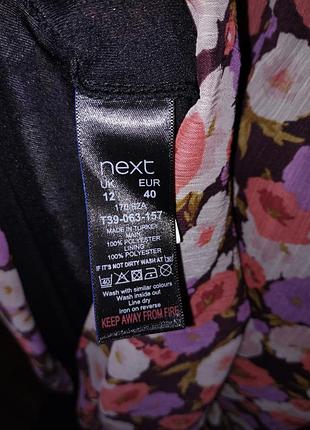 next
UK EUR
12 40
T39-063-157
MADE IN TURKEY
MAIN
100% POLYESTER
LINING
100% POLYESTER
IF IT'S NOT DIRTY WASH AT 30°
40
Wash with similar colours
Wash inside out
Line dry
Iron on reverse
KEEP AWAY FROM FIRE